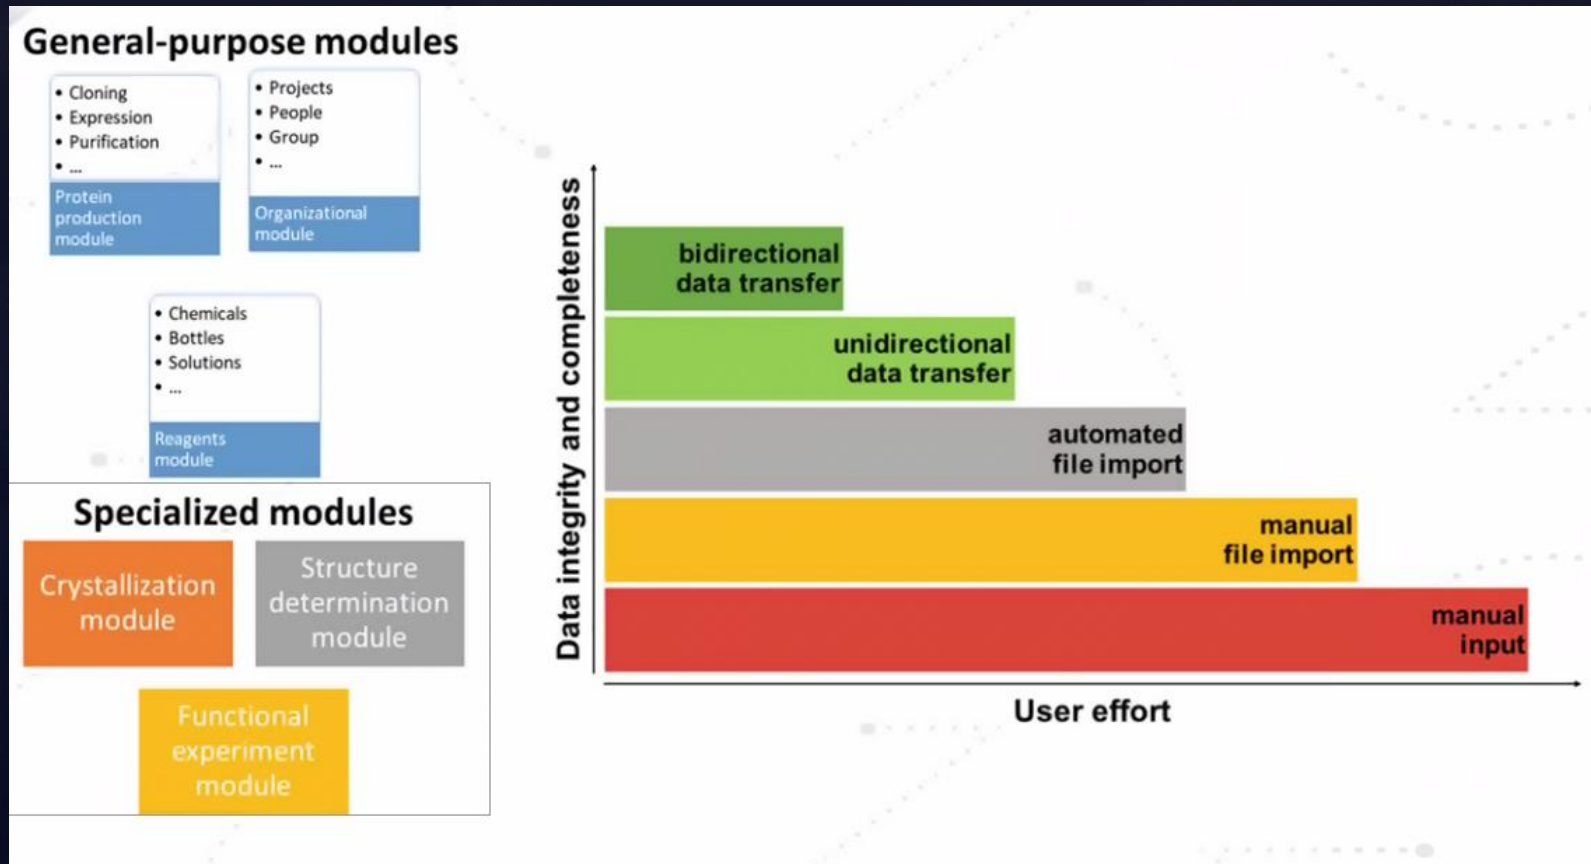 General-purpose modules
• Cloning
• Expression
• Purification
• ...
Protein
production
module
• Projects
• People
• Group
• ...
Organizational
module
• Chemicals
• Bottles
• Solutions
• ...
Reagents
module
Specialized modules
Crystallization
module
Structure
determination
module
Functional
experiment
module
Data integrity and completeness
bidirectional
data transfer
unidirectional
data transfer
automated
file import
manual
file import
manual
input
User effort